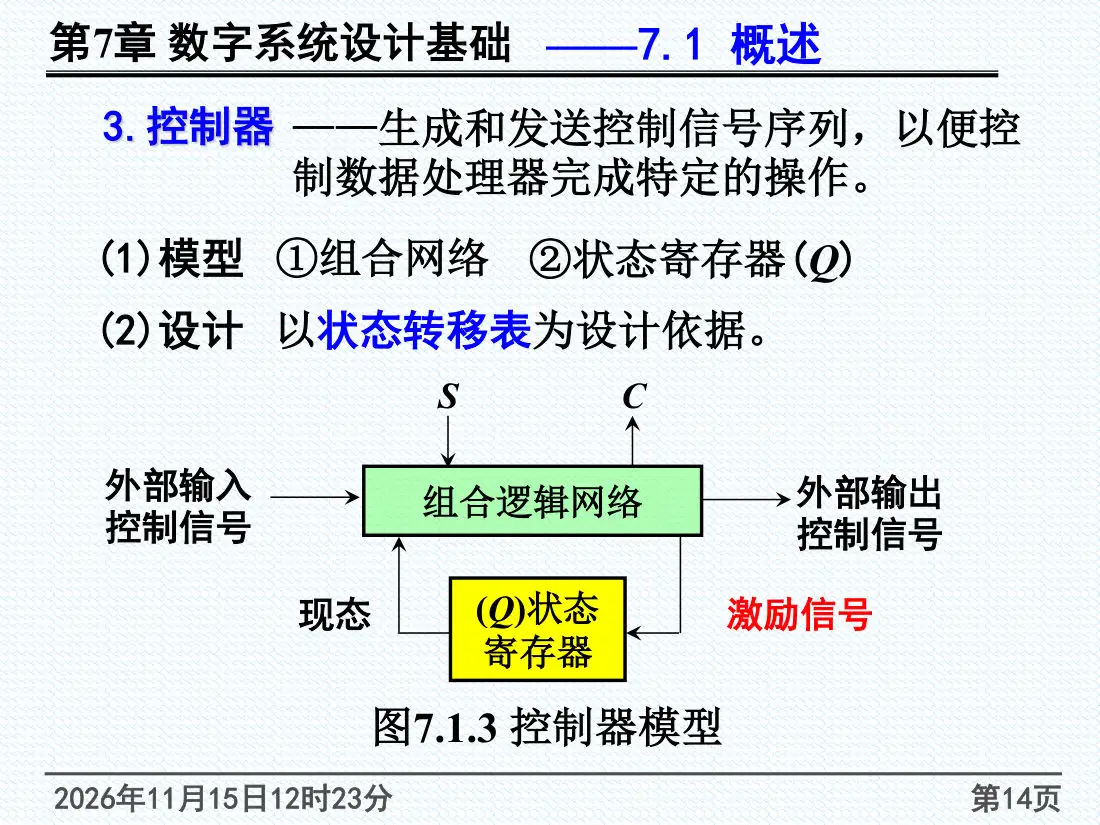 第7章 数字系统设计基础 ——7.1 概述
3.控制器 ——生成和发送控制信号序列，以便控
制数据处理器完成特定的操作。
(1)模型 ①组合网络 ②状态寄存器(Q)
(2)设计 以状态转移表为设计依据。
S C
外部输入
控制信号
组合逻辑网络
外部输出
控制信号
现态
(Q)状态
寄存器
激励信号
图7.1.3 控制器模型
2026年11月15日12时23分 第14页